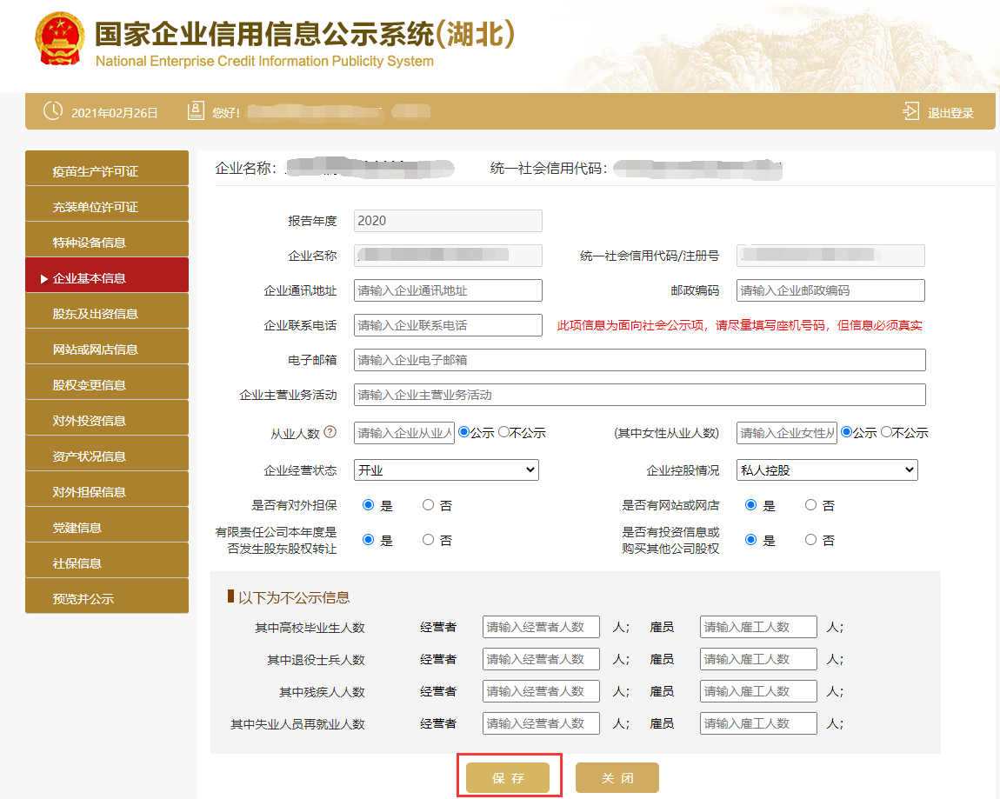 国家企业信用信息公示系统(湖北)
National Enterprise Credit Information Publicity System
2021年02月26日 您好! 退出登录
疫苗生产许可证
充装单位许可证
特种设备信息
企业基本信息
股东及出资信息
网站或网店信息
股权变更信息
对外投资信息
资产状况信息
对外担保信息
党建信息
社保信息
预览并公示
企业名称: 统一社会信用代码:
报告年度 2020
企业名称 统一社会信用代码/注册号
企业通讯地址 请输入企业通讯地址 邮政编码 请输入企业邮政编码
企业联系电话 请输入企业联系电话 此项信息为面向社会公示项，请尽量填写座机号码，但信息必须真实
电子邮箱 请输入企业电子邮箱
企业主营业务活动 请输入企业主营业务活动
从业人数 ? 请输入企业从业人 公示 不公示 (其中女性从业人数) 请输入企业女性从 公示 不公示
企业经营状态 开业 企业控股情况 私人控股
是否有对外担保 是 否 是否有网站或网店 是 否
有限责任公司本年度是
否发生股东股权转让 是 否
是否有投资信息或
购买其他公司股权 是 否
以下为不公示信息
其中高校毕业生人数 经营者 请输入经营者人数 人； 雇员 请输入雇工人数 人；
其中退役士兵人数 经营者 请输入经营者人数 人； 雇员 请输入雇工人数 人；
其中残疾人人数 经营者 请输入经营者人数 人； 雇员 请输入雇工人数 人；
其中失业人员再就业人数 经营者 请输入经营者人数 人； 雇员 请输入雇工人数 人；
保 存 关 闭